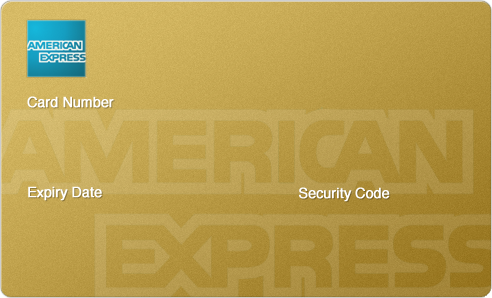 AMERICAN
EXPRESS
Card Number
AMERICAN
Expiry Date
Security Code
EXPRESS